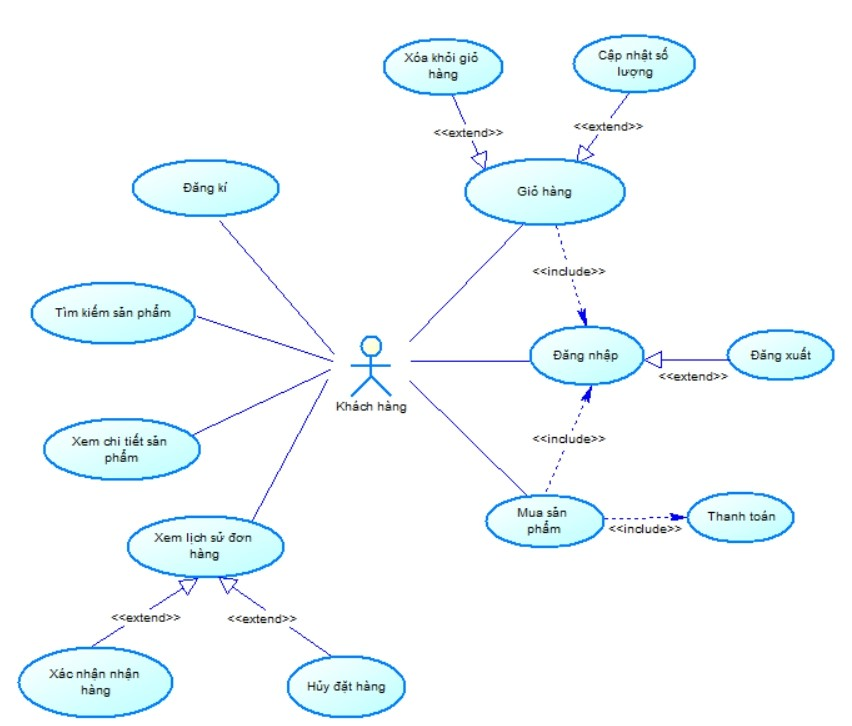 Xóa khỏi giỏ
hàng
Cập nhật số
lượng
<<extend>>
<<extend>>
Đăng kí
Giỏ hàng
<<include>>
Tìm kiếm sản phẩm
Đăng nhập
Đăng xuất
<<extend>>
Khách hàng
Xem chi tiết sản
phẩm
<<include>>
Mua sản
phẩm
<<include>>
Thanh toán
Xem lịch sử đơn
hàng
<<extend>>
<<extend>>
Xác nhận nhận
hàng
Hủy đặt hàng